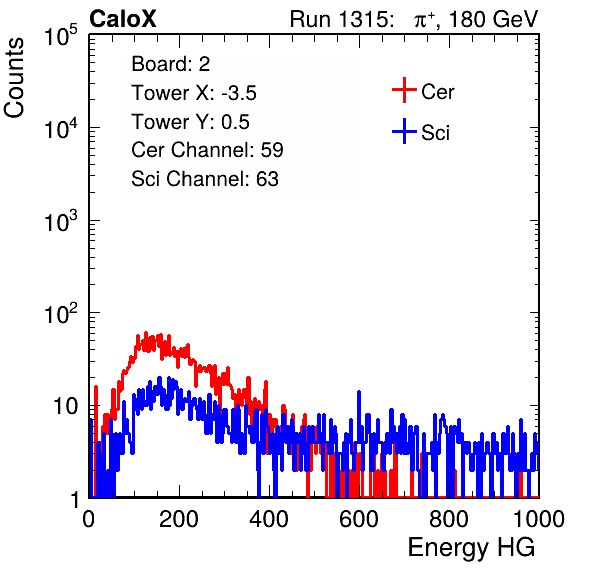 CaloX Run 1315: π⁺, 180 GeV
Counts
10⁵
10⁴
10³
10²
10
1
Board: 2
Tower X: -3.5
Tower Y: 0.5
Cer Channel: 59
Sci Channel: 63
Cer
Sci
0 200 400 600 800 1000
Energy HG